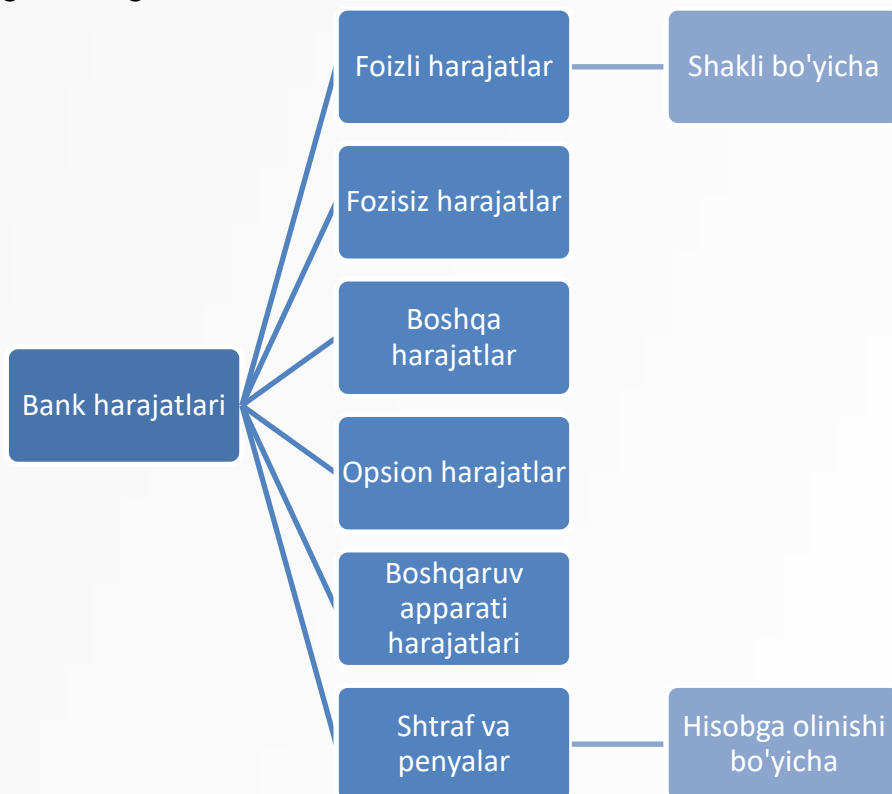 Foizli harajatlar
Shakli bo'yicha
Fozisiz harajatlar
Boshqa
harajatlar
Bank harajatlari
Opsion harajatlar
Boshqaruv
apparati
harajatlari
Shtraf va
penyalar
Hisobga olinishi
bo'yicha